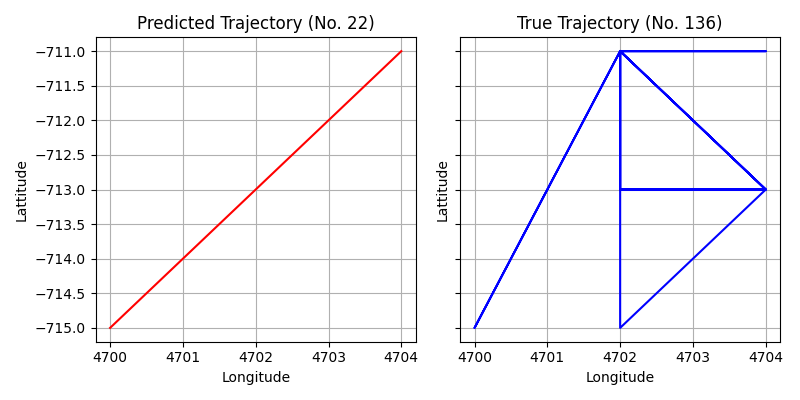 Predicted Trajectory (No. 22)
True Trajectory (No. 136)
Lattitude
−711.0
−711.5
−712.0
−712.5
−713.0
−713.5
−714.0
−714.5
−715.0
4700 4701 4702 4703 4704
Longitude
Lattitude
4700 4701 4702 4703 4704
Longitude